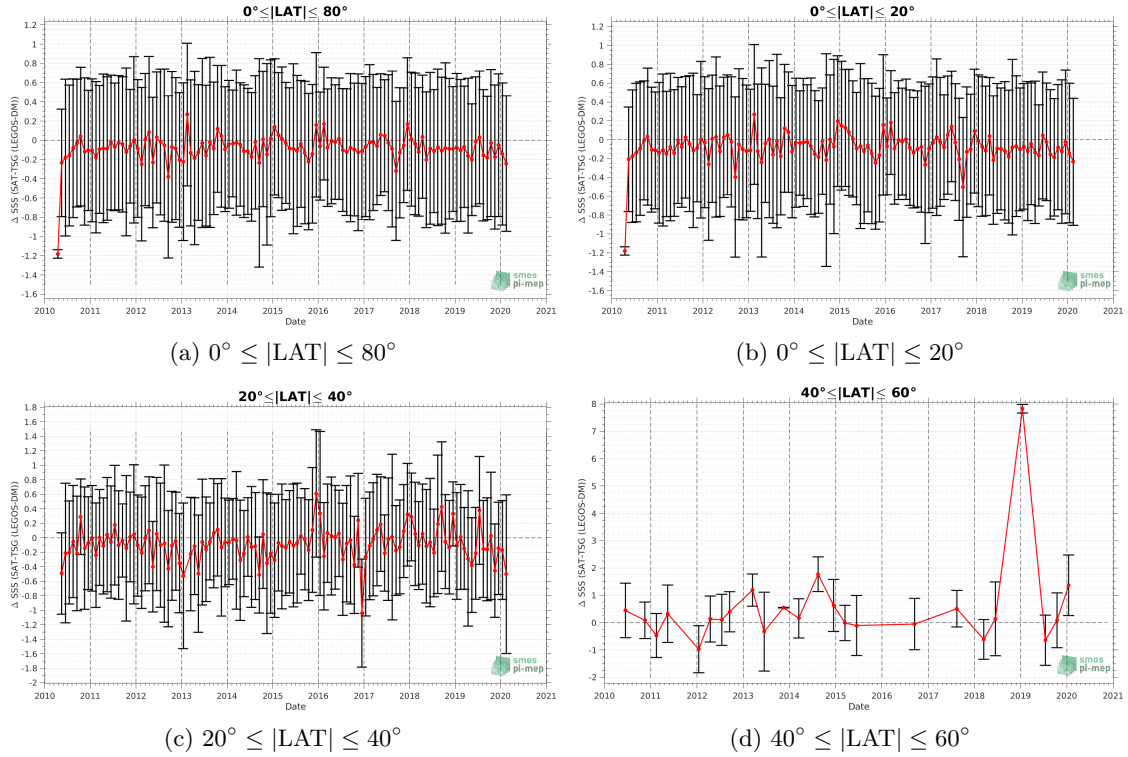 0°≤|LAT|≤ 80°
Δ SSS (SAT-TSG (LEGOS-DM))
1.2
1
0.8
0.6
0.4
0.2
0
-0.2
-0.4
-0.6
-0.8
-1
-1.2
-1.4
-1.6
2010 2011 2012 2013 2014 2015 2016 2017 2018 2019 2020 2021
Date
smos
pi-mep
(a) 0° ≤ |LAT| ≤ 80°
0°≤|LAT|≤ 20°
Δ SSS (SAT-TSG (LEGOS-DM))
1.2
1
0.8
0.6
0.4
0.2
0
-0.2
-0.4
-0.6
-0.8
-1
-1.2
-1.4
-1.6
2010 2011 2012 2013 2014 2015 2016 2017 2018 2019 2020 2021
Date
smos
pi-mep
(b) 0° ≤ |LAT| ≤ 20°
20°≤|LAT|≤ 40°
Δ SSS (SAT-TSG (LEGOS-DM))
1.8
1.6
1.4
1.2
1
0.8
0.6
0.4
0.2
0
-0.2
-0.4
-0.6
-0.8
-1
-1.2
-1.4
-1.6
-1.8
-2
2010 2011 2012 2013 2014 2015 2016 2017 2018 2019 2020 2021
Date
smos
pi-mep
(c) 20° ≤ |LAT| ≤ 40°
40°≤|LAT|≤ 60°
Δ SSS (SAT-TSG (LEGOS-DM))
8
7
6
5
4
3
2
1
0
-1
-2
2010 2011 2012 2013 2014 2015 2016 2017 2018 2019 2020 2021
Date
smos
pi-mep
(d) 40° ≤ |LAT| ≤ 60°